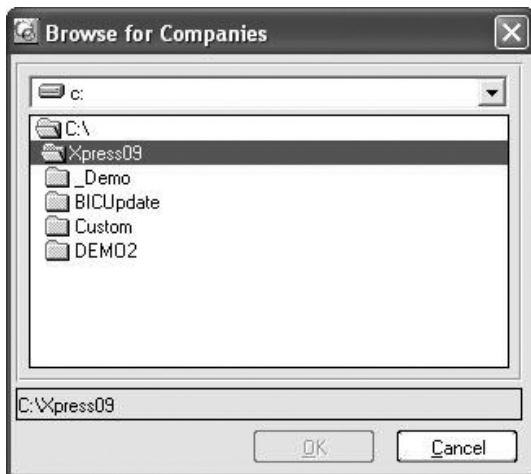 Browse for Companies
c:
C:\
Xpress09
_Demo
BICUpdate
Custom
DEMO2
C:\Xpress09
OK
Cancel